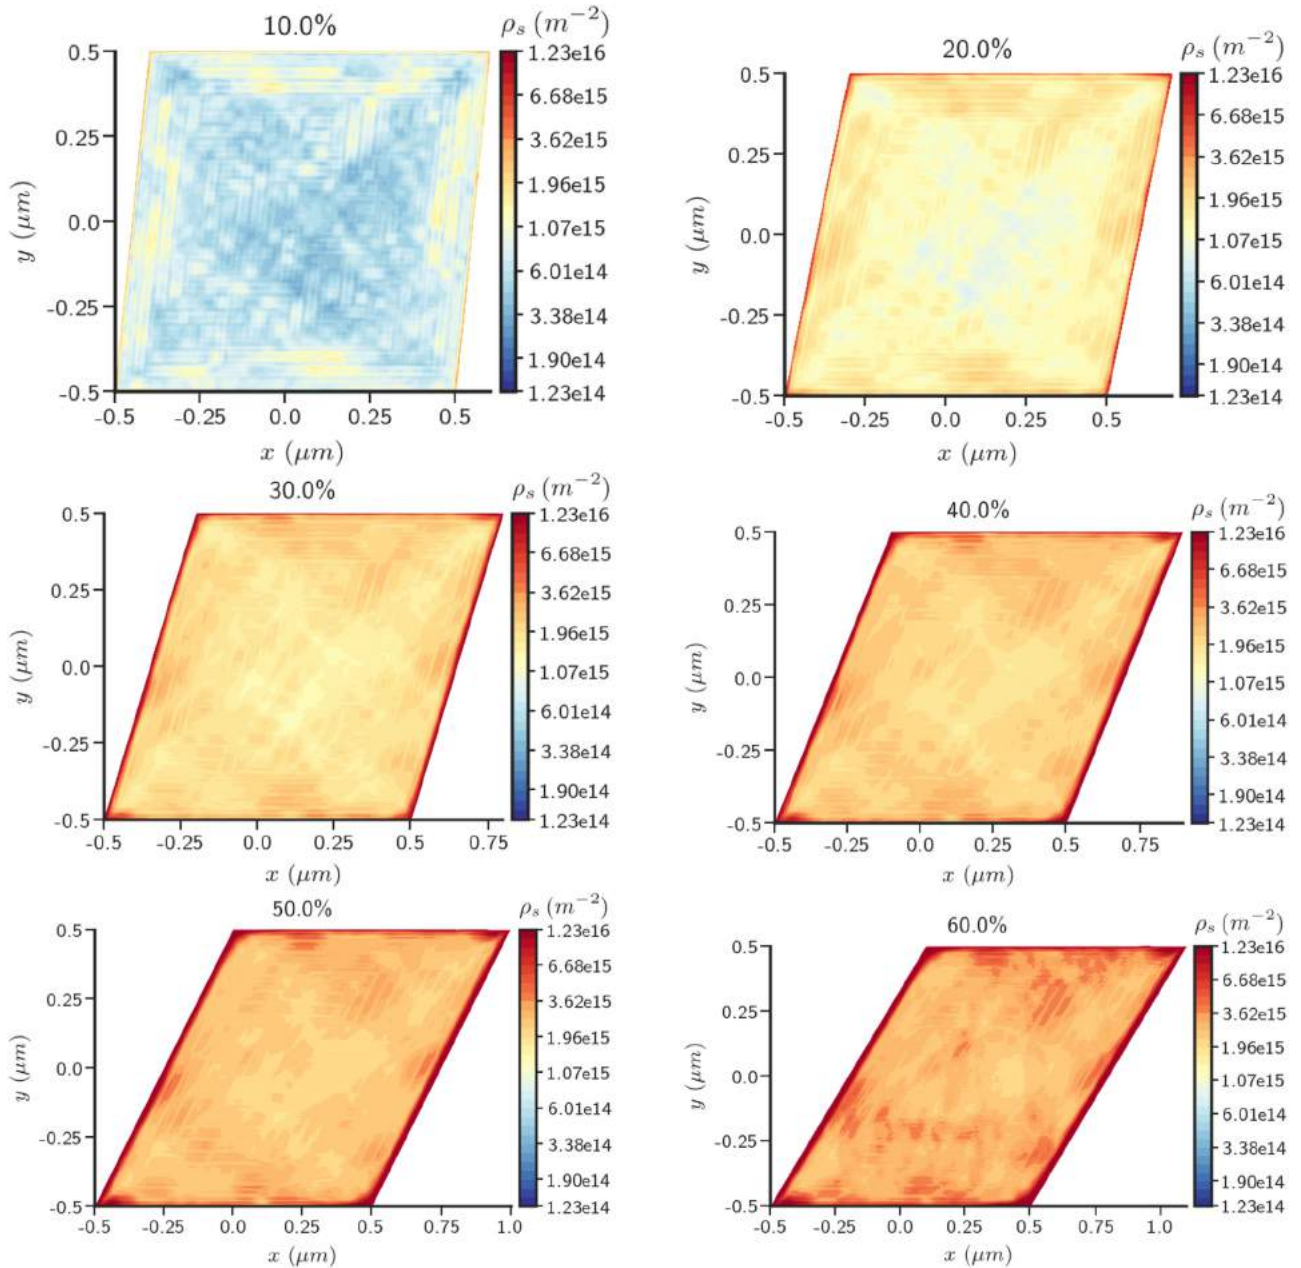 10.0%
ρ_s (m⁻²)
0.5
0.25
0.0
-0.25
-0.5
y (μm)
-0.5 -0.25 0.0 0.25 0.5
x (μm)
1.23e16
6.68e15
3.62e15
1.96e15
1.07e15
6.01e14
3.38e14
1.90e14
1.23e14
20.0%
ρ_s (m⁻²)
0.5
0.25
0.0
-0.25
-0.5
y (μm)
-0.5 -0.25 0.0 0.25 0.5
x (μm)
1.23e16
6.68e15
3.62e15
1.96e15
1.07e15
6.01e14
3.38e14
1.90e14
1.23e14
30.0%
ρ_s (m⁻²)
0.5
0.25
0.0
-0.25
-0.5
y (μm)
-0.5 -0.25 0.0 0.25 0.5 0.75
x (μm)
1.23e16
6.68e15
3.62e15
1.96e15
1.07e15
6.01e14
3.38e14
1.90e14
1.23e14
40.0%
ρ_s (m⁻²)
0.5
0.25
0.0
-0.25
-0.5
y (μm)
-0.5 -0.25 0.0 0.25 0.5 0.75
x (μm)
1.23e16
6.68e15
3.62e15
1.96e15
1.07e15
6.01e14
3.38e14
1.90e14
1.23e14
50.0%
ρ_s (m⁻²)
0.5
0.25
0.0
-0.25
-0.5
y (μm)
-0.5 -0.25 0.0 0.25 0.5 0.75 1.0
x (μm)
1.23e16
6.68e15
3.62e15
1.96e15
1.07e15
6.01e14
3.38e14
1.90e14
1.23e14
60.0%
ρ_s (m⁻²)
0.5
0.25
0.0
-0.25
-0.5
y (μm)
-0.5 -0.25 0.0 0.25 0.5 0.75 1.0
x (μm)
1.23e16
6.68e15
3.62e15
1.96e15
1.07e15
6.01e14
3.38e14
1.90e14
1.23e14